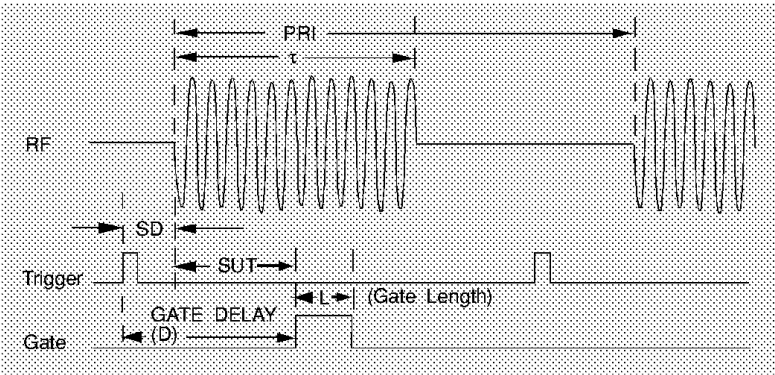 PRI
τ
RF
SD
SUT
Trigger
L (Gate Length)
GATE DELAY
(D)
Gate